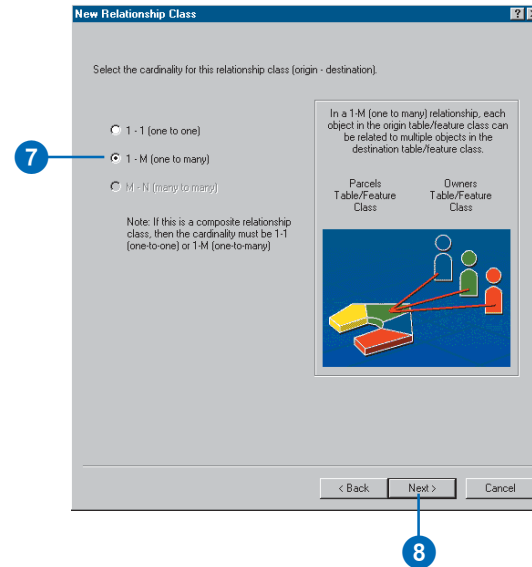 New Relationship Class
Select the cardinality for this relationship class (origin - destination).
1 - 1 (one to one)
7
1 - M (one to many)
M - N (many to many)
Note: If this is a composite relationship
class, then the cardinality must be 1-1
(one-to-one) or 1-M (one-to-many)
In a 1-M (one to many) relationship, each
object in the origin table/feature class can
be related to multiple objects in the
destination table/feature class.
Parcels
Table/Feature
Class
Owners
Table/Feature
Class
< Back
Next >
Cancel
8